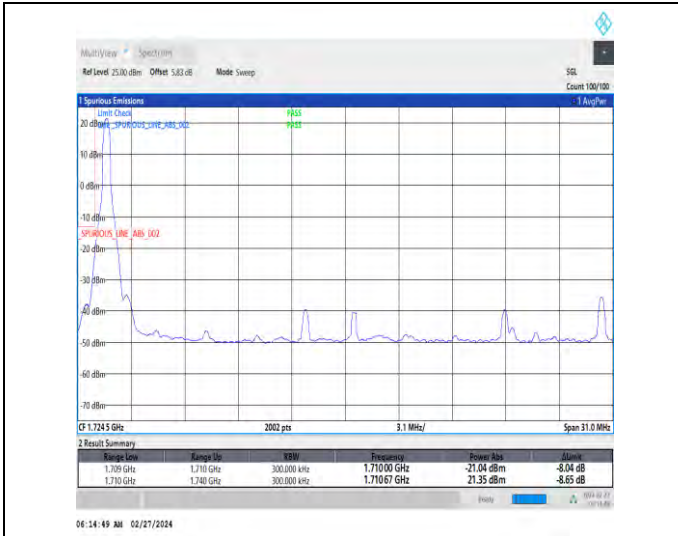 MultiView Spectrum
Ref Level 25.00 dBm Offset 5.83 dB Mode Sweep SGL
Count 100/100
1 Spurious Emissions 1 AvgPwr
Limit Check PASS
20 dBm _SPURIOUS_LINE_ABS_002 PASS
10 dBm
0 dBm
-10 dBm
_SPURIOUS_LINE_ABS_002
-20 dBm
-30 dBm
-40 dBm
-50 dBm
-60 dBm
-70 dBm
CF 1.7245 GHz 2002 pts 3.1 MHz/ Span 31.0 MHz
2 Result Summary
Range Low Range Up RBW Frequency Power Abs ΔLimit
1.709 GHz 1.710 GHz 300.000 kHz 1.71000 GHz -21.04 dBm -8.04 dB
1.710 GHz 1.740 GHz 300.000 kHz 1.71067 GHz 21.35 dBm -8.65 dB
06:14:49 AM 02/27/2024